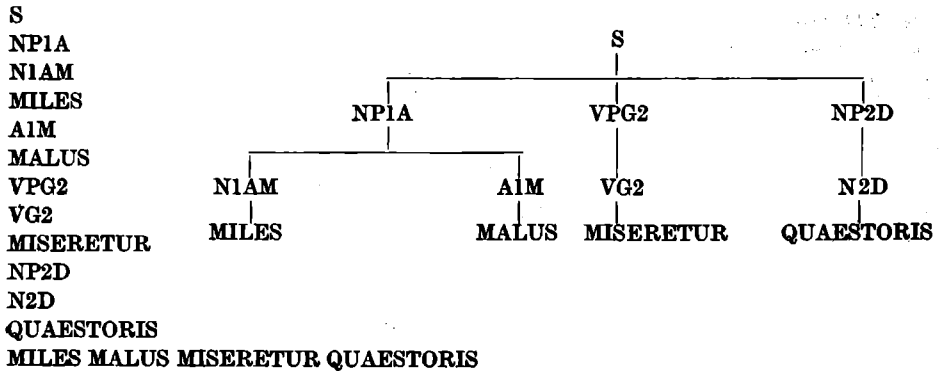 S
NP1A
N1AM
MILES
A1M
MALUS
VPG2
VG2
MISERETUR
NP2D
N2D
QUAESTORIS
MILES MALUS MISERETUR QUAESTORIS
S
NP1A VPG2 NP2D
N1AM A1M VG2 N2D
MILES MALUS MISERETUR QUAESTORIS